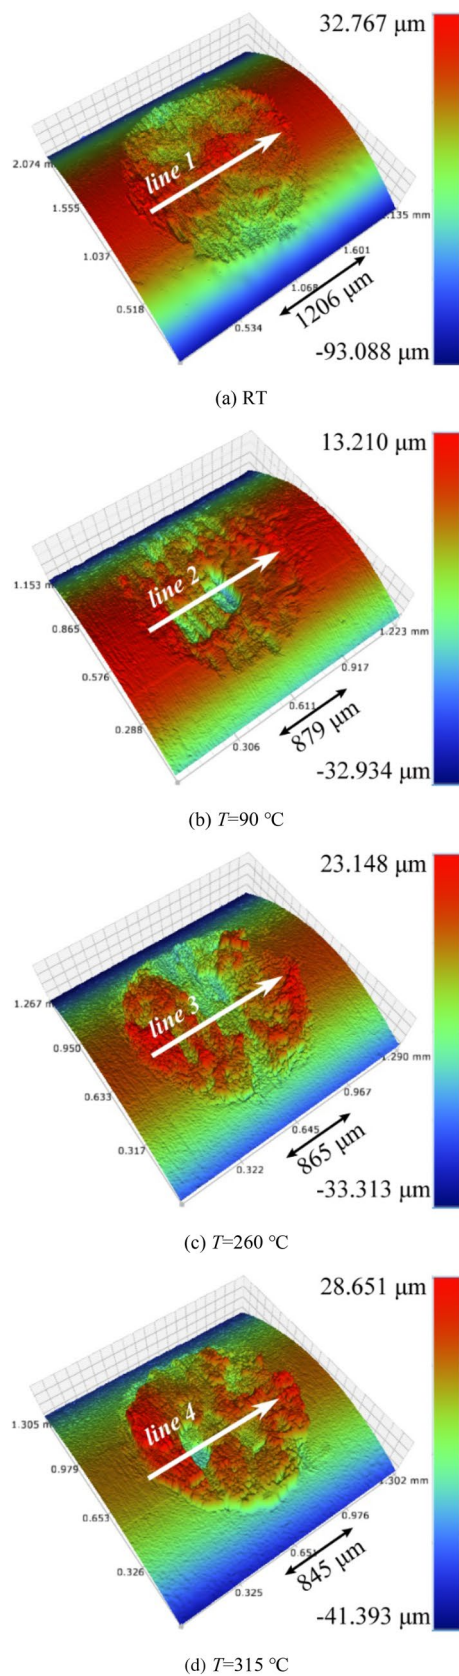 32.767 μm
line 1
2.074 m
1.555
1.037
0.518
0.534
1.068
1.601
.135 mm
1206 μm
-93.088 μm
(a) RT
13.210 μm
line 2
1.153 m
0.865
0.576
0.288
0.306
0.611
0.917
1.223 mm
879 μm
-32.934 μm
(b) T=90 ℃
23.148 μm
line 3
1.267 m
0.950
0.633
0.317
0.322
0.645
0.967
1.290 mm
865 μm
-33.313 μm
(c) T=260 ℃
28.651 μm
line 4
1.305 m
0.979
0.653
0.326
0.325
0.651
0.976
1.302 mm
845 μm
-41.393 μm
(d) T=315 ℃